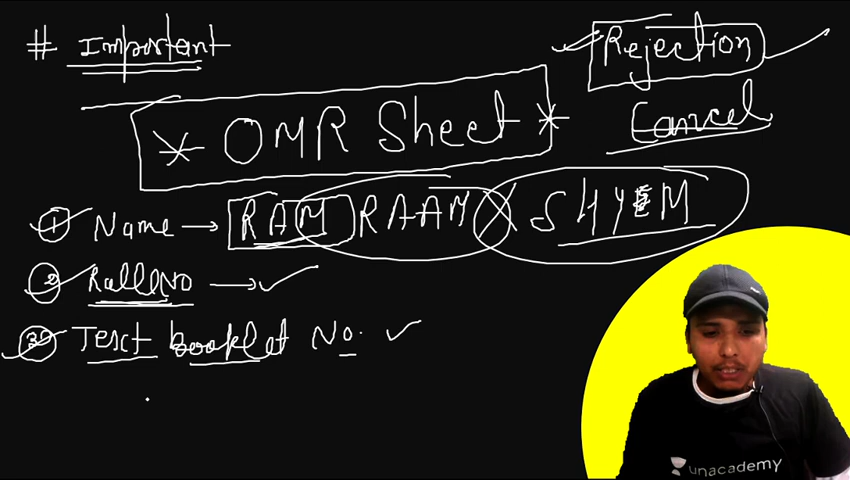 # Important
Rejection
Cancel
* OMR Sheet *
1 Name → RAM RAAM SHYAM
2 Roll No → ✓
3 Test booklet No. ✓
unacademy